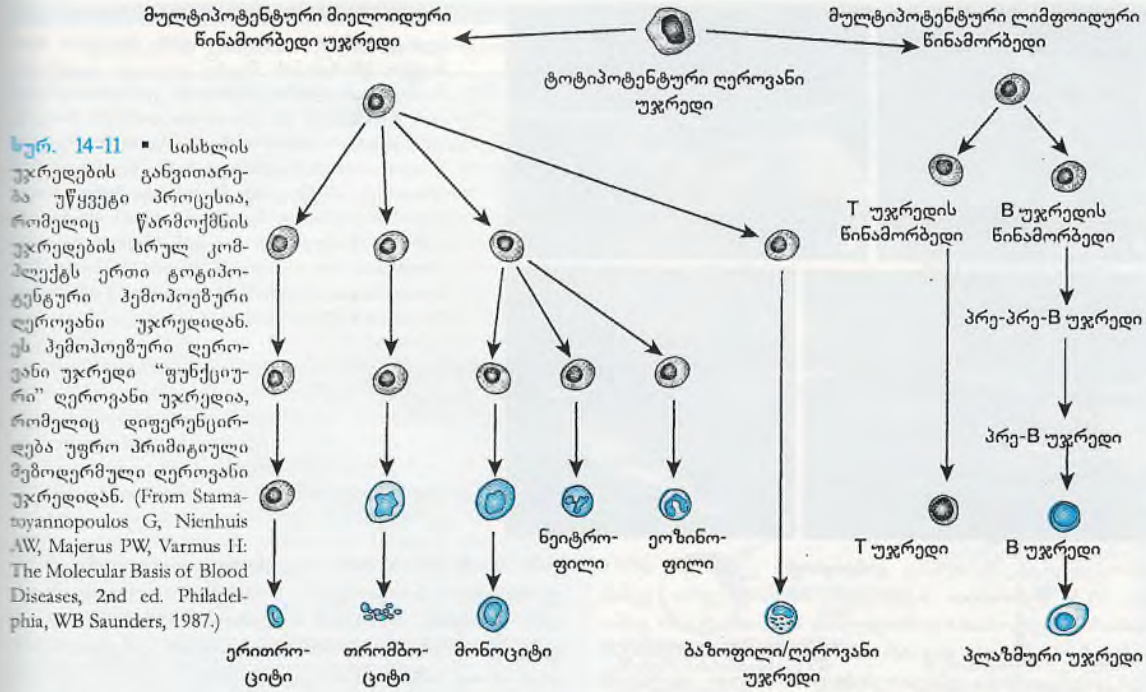 მულტიპოტენტური მიელოიდური
წინამორბედი უჯრედი
ტოტიპოტენტური ღეროვანი
უჯრედი
მულტიპოტენტური ლიმფოიდური
წინამორბედი
სურ. 14-11 ▪ სისხლის
უჯრედების განვითარე-
ბა უწყვეტი პროცესია,
რომელიც წარმოქმნის
უჯრედების სრულ კომ-
პლექტს ერთი ტოტიპო-
ტენტური ჰემოპოეზური
ღეროვანი უჯრედიდან.
ეს ჰემოპოეზური ღერო-
ვანი უჯრედი “ფუნქციუ-
რი” ღეროვანი უჯრედია,
რომელიც დიფერენცირ-
დება უფრო პრიმიტიული
მეზოდერმული ღეროვანი
უჯრედიდან. (From Stama-
toyannopoulos G, Nienhuis
AW, Majerus PW, Varmus H:
The Molecular Basis of Blood
Diseases, 2nd ed. Philadel-
phia, WB Saunders, 1987.)
T უჯრედის
წინამორბედი
B უჯრედის
წინამორბედი
პრე-პრე-B უჯრედი
პრე-B უჯრედი
ნეიტრო-
ფილი
ეოზინო-
ფილი
T უჯრედი
B უჯრედი
ერითრო-
ციტი
თრომბო-
ციტი
მონოციტი
ბაზოფილი/ღეროვანი
უჯრედი
პლაზმური უჯრედი